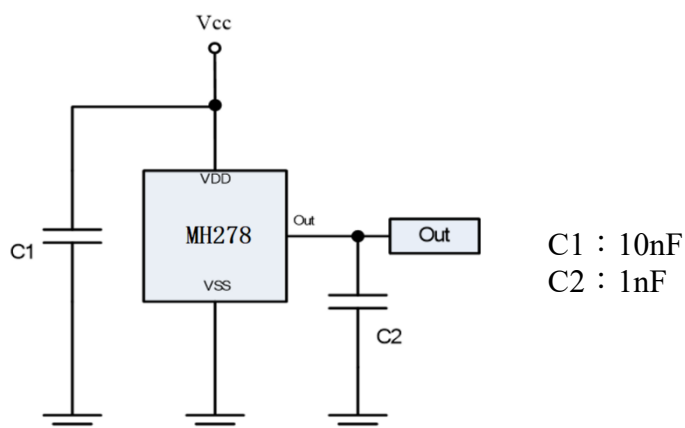 Vcc
VDD
MH278
Out
Out
VSS
C1
C2
C1：10nF
C2：1nF